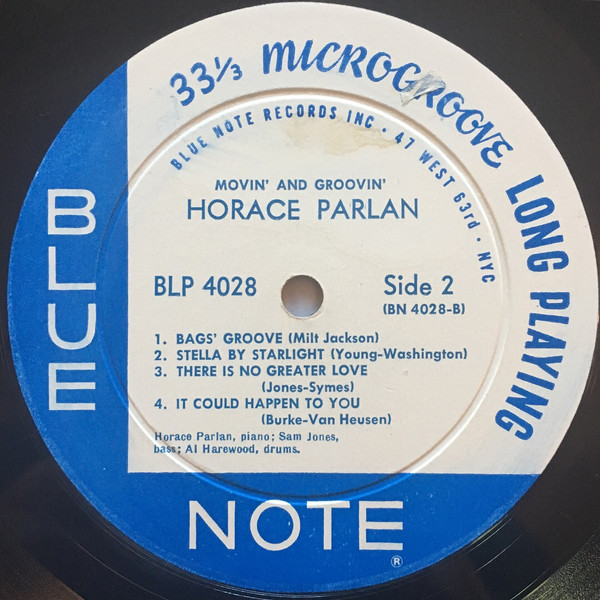 33⅓ MICROGROOVE LONG PLAYING
BLUE NOTE RECORDS INC • 47 WEST 63rd • NYC
MOVIN' AND GROOVIN'
HORACE PARLAN
BLP 4028
Side 2
(BN 4028-B)
1. BAGS' GROOVE (Milt Jackson)
2. STELLA BY STARLIGHT (Young-Washington)
3. THERE IS NO GREATER LOVE
(Jones-Symes)
4. IT COULD HAPPEN TO YOU
(Burke-Van Heusen)
Horace Parlan, piano; Sam Jones,
bass; Al Harewood, drums.
BLUE
NOTE®